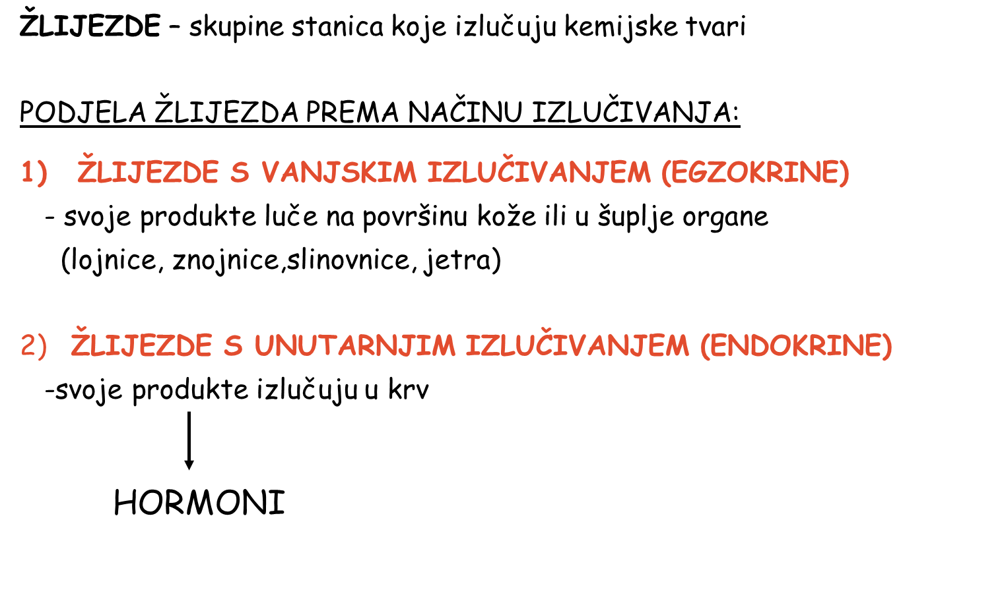 ŽLIJEZDE – skupine stanica koje izlučuju kemijske tvari
PODJELA ŽLIJEZDA PREMA NAČINU IZLUČIVANJA:
1) ŽLIJEZDE S VANJSKIM IZLUČIVANJEM (EGZOKRINE)
- svoje produkte luče na površinu kože ili u šuplje organe
(lojnice, znojnice,slinovnice, jetra)
2) ŽLIJEZDE S UNUTARNJIM IZLUČIVANJEM (ENDOKRINE)
-svoje produkte izlučuju u krv
HORMONI